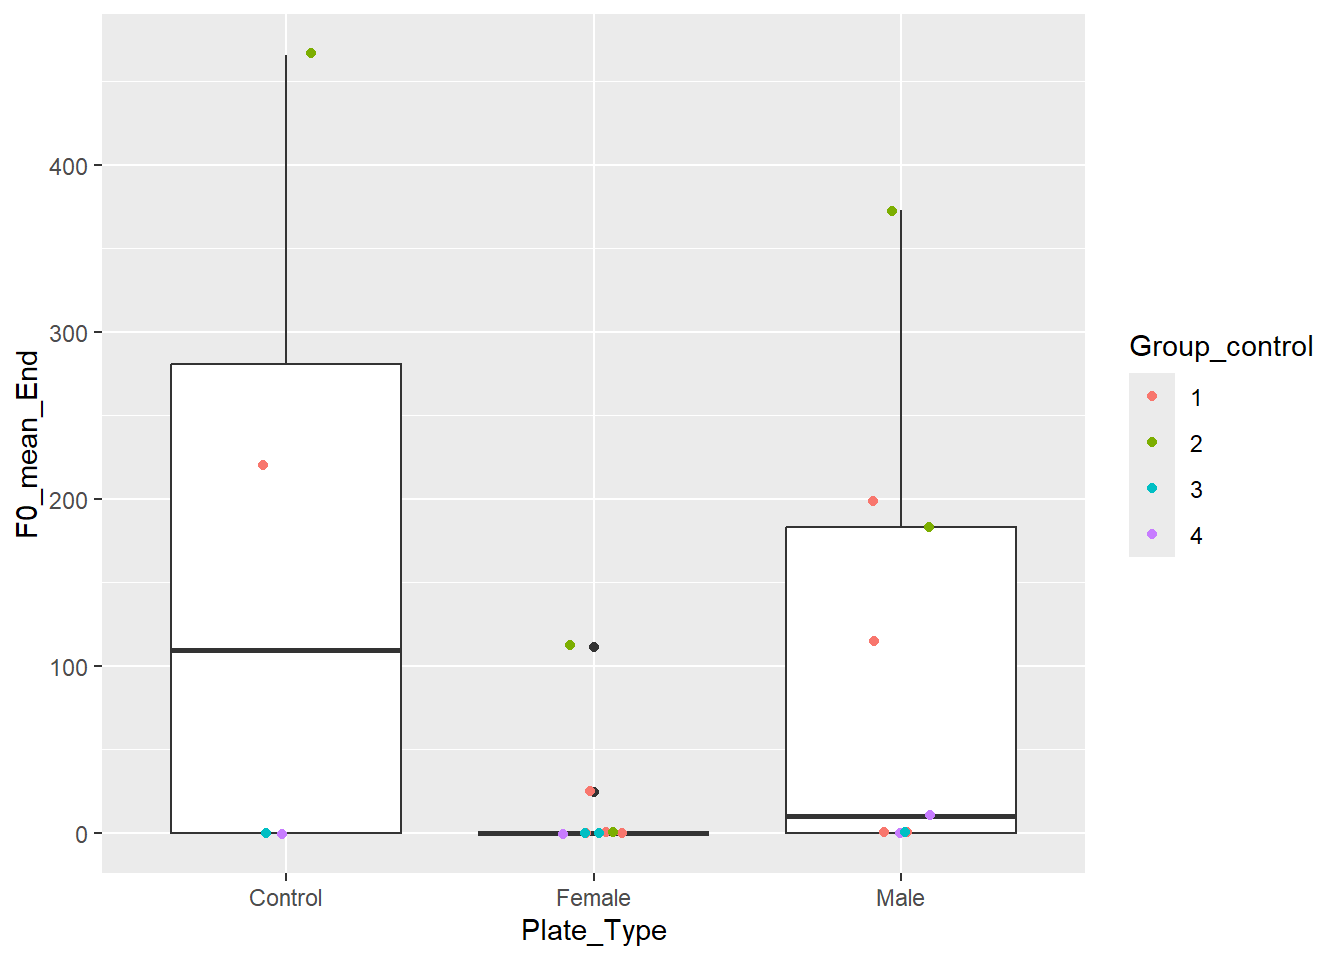 F0_mean_End
400
300
200
100
0
Control
Female
Male
Plate_Type
Group_control
1
2
3
4